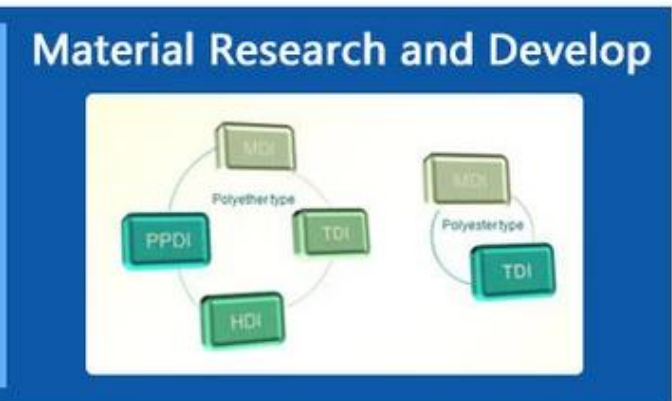 Material Research and Develop
MDI
Polyether type
PPDI
TDI
HDI
MDI
Polyester type
TDI